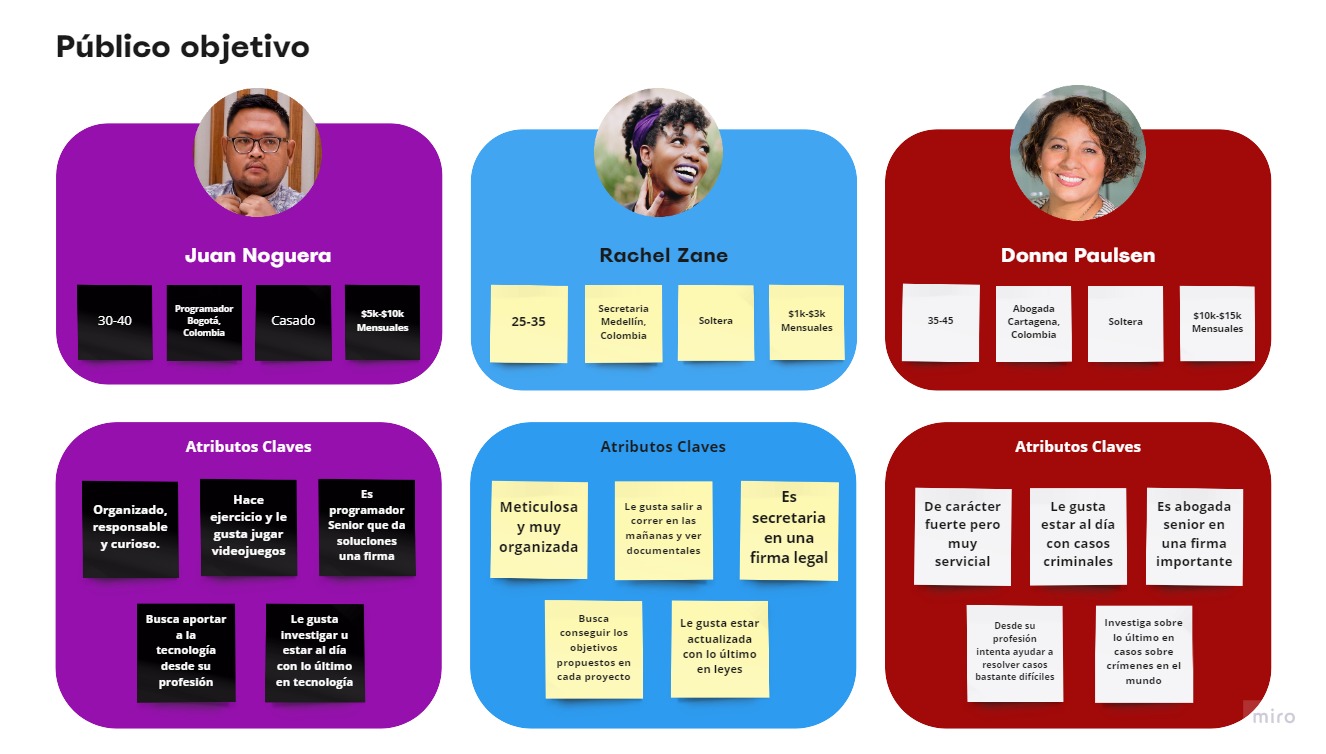 Público objetivo
Juan Noguera
30-40
Programador
Bogotá,
Colombia
Casado
$5k-$10k
Mensuales
Rachel Zane
25-35
Secretaria
Medellín,
Colombia
Soltera
$1k-$3k
Mensuales
Donna Paulsen
35-45
Abogada
Cartagena,
Colombia
Soltera
$10k-$15k
Mensuales
Atributos Claves
Organizado,
responsable
y curioso.
Hace
ejercicio y le
gusta jugar
videojuegos
Es
programador
Senior que da
soluciones
una firma
Busca aportar
a la
tecnología
desde su
profesión
Le gusta
investigar u
estar al día
con lo último
en tecnología
Atributos Claves
Meticulosa
y muy
organizada
Le gusta salir a
correr en las
mañanas y ver
documentales
Es
secretaria
en una
firma legal
Busca
conseguir los
objetivos
propuestos en
cada proyecto
Le gusta estar
actualizada
con lo último
en leyes
Atributos Claves
De carácter
fuerte pero
muy
servicial
Le gusta
estar al día
con casos
criminales
Es abogada
senior en
una firma
importante
Desde su
profesión
intenta ayudar a
resolver casos
bastante difíciles
Investiga sobre
lo último en
casos sobre
crímenes en el
mundo
miro